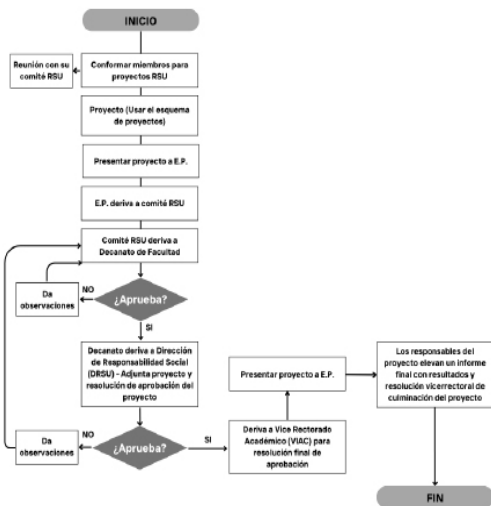 INICIO
Reunión con su
comité RSU
Conformar miembros para
proyectos RSU
Proyecto (Usar el esquema
de proyectos)
Presentar proyecto a E.P.
E.P. deriva a comité RSU
Comité RSU deriva a
Decanato de Facultad
Da
observaciones
NO
¿Aprueba?
SI
Decanato deriva a Dirección
de Responsabilidad Social
(DRSU) - Adjunta proyecto y
resolución de aprobación del
proyecto
Da
observaciones
NO
¿Aprueba?
SI
Deriva a Vice Rectorado
Académico (VIAC) para
resolución final de
aprobación
Presentar proyecto a E.P.
Los responsables del
proyecto elevan un informe
final con resultados y
resolución vicerrectoral de
culminación del proyecto
FIN